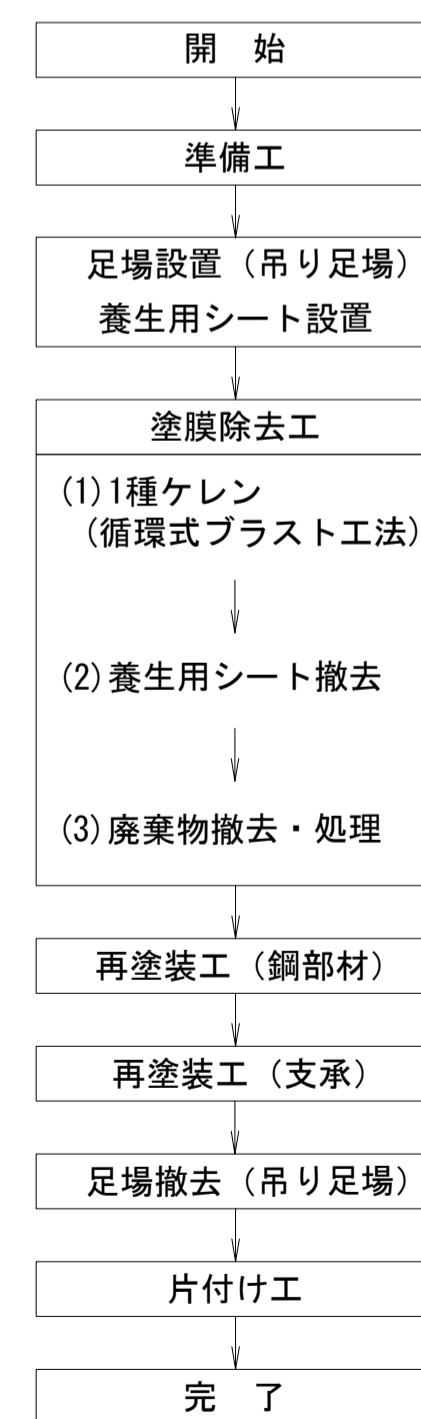 開　始
準備工
足場設置（吊り足場）
養生用シート設置
塗膜除去工
(1)1種ケレン
（循環式ブラスト工法）
(2)養生用シート撤去
(3)廃棄物撤去・処理
再塗装工（鋼部材）
再塗装工（支承）
足場撤去（吊り足場）
片付け工
完　了